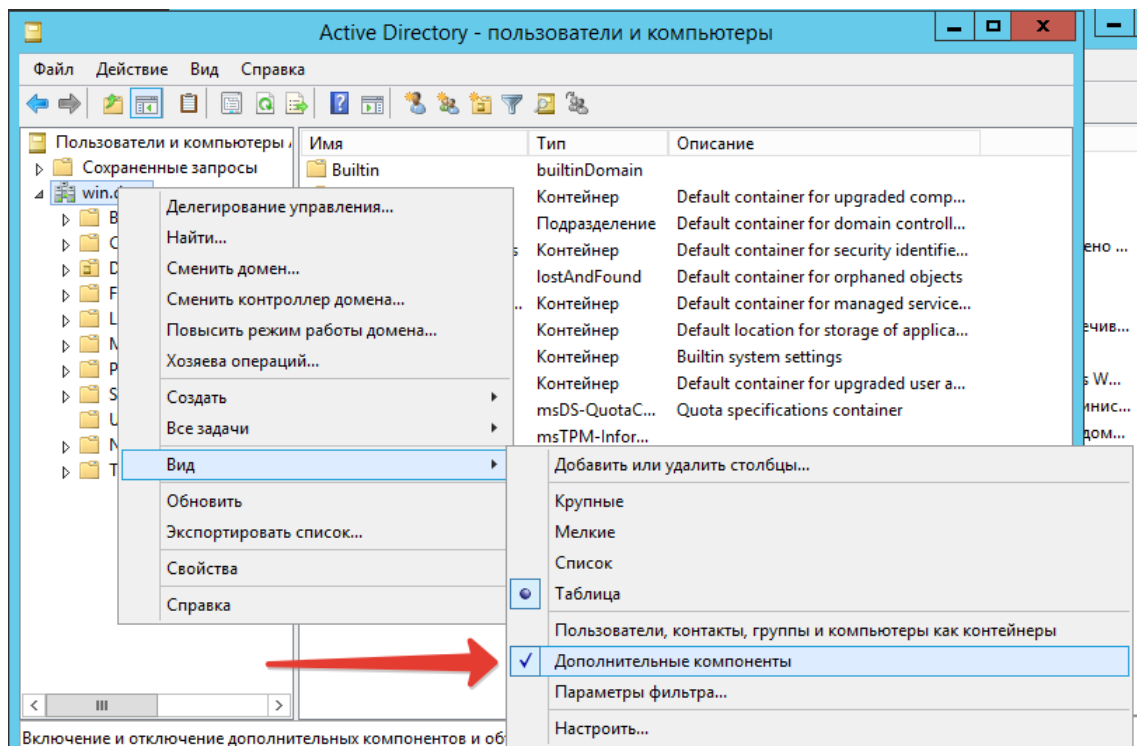 Active Directory - пользователи и компьютеры
Файл Действие Вид Справка
Пользователи и компьютеры
Сохраненные запросы
win.
B
C
D
F
L
M
P
S
U
N
T
Имя Тип Описание
Builtin builtinDomain
Контейнер Default container for upgraded comp...
Подразделение Default container for domain controll...
s Контейнер Default container for security identifie...
lostAndFound Default container for orphaned objects
... Контейнер Default container for managed service...
Контейнер Default location for storage of applica...
Контейнер Builtin system settings
Контейнер Default container for upgraded user a...
msDS-QuotaC... Quota specifications container
msTPM-Infor...
Делегирование управления...
Найти...
Сменить домен...
Сменить контроллер домена...
Повысить режим работы домена...
Хозяева операций...
Создать
Все задачи
Вид
Обновить
Экспортировать список...
Свойства
Справка
Добавить или удалить столбцы...
Крупные
Мелкие
Список
Таблица
Пользователи, контакты, группы и компьютеры как контейнеры
Дополнительные компоненты
Параметры фильтра...
Настроить...
ено ...
ечив...
s W...
инис...
дом...
Включение и отключение дополнительных компонентов и об